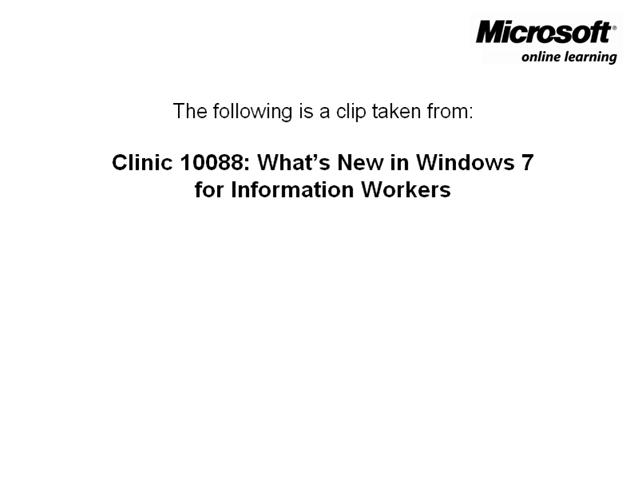 Microsoft®
online learning
The following is a clip taken from:
Clinic 10088: What's New in Windows 7
for Information Workers